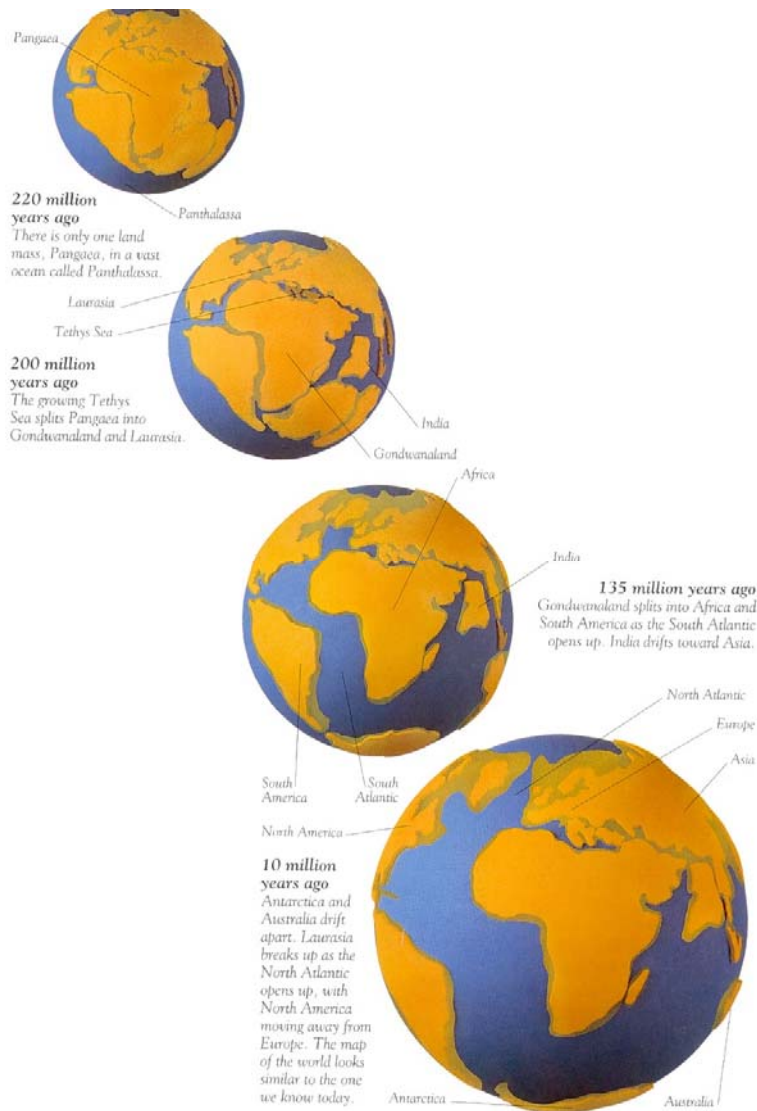 Pangaea
220 million
years ago
There is only one land
mass, Pangaea, in a vast
ocean called Panthalassa.
Panthalassa
Laurasia
Tethys Sea
200 million
years ago
The growing Tethys
Sea splits Pangaea into
Gondwanaland and Laurasia.
India
Gondwanaland
Africa
India
135 million years ago
Gondwanaland splits into Africa and
South America as the South Atlantic
opens up. India drifts toward Asia.
South
America
South
Atlantic
North Atlantic
Europe
Asia
North America
10 million
years ago
Antarctica and
Australia drift
apart. Laurasia
breaks up as the
North Atlantic
opens up, with
North America
moving away from
Europe. The map
of the world looks
similar to the one
we know today.
Antarctica
Australia